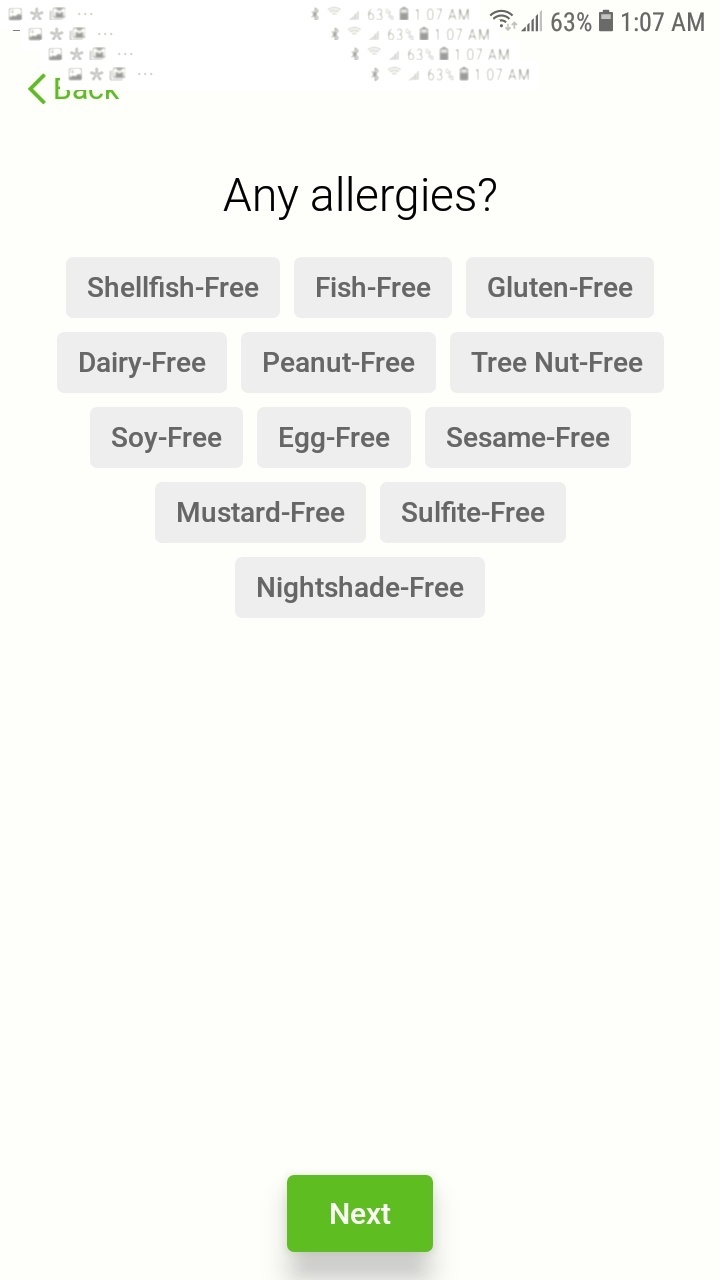 63% 1:07 AM
63% 1 07 AM
63% 1 07 AM
63% 1 07 AM
63% 1 07 AM
Back
Any allergies?
Shellfish-Free Fish-Free Gluten-Free
Dairy-Free Peanut-Free Tree Nut-Free
Soy-Free Egg-Free Sesame-Free
Mustard-Free Sulfite-Free
Nightshade-Free
Next